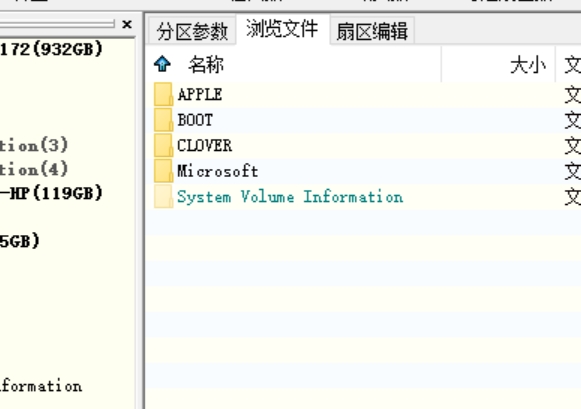 172(932GB)
tion(3)
tion(4)
-HP(119GB)
5GB)
formation
分区参数 浏览文件 扇区编辑
名称 大小 文
APPLE 文
BOOT 文
CLOVER 文
Microsoft 文
System Volume Information 文